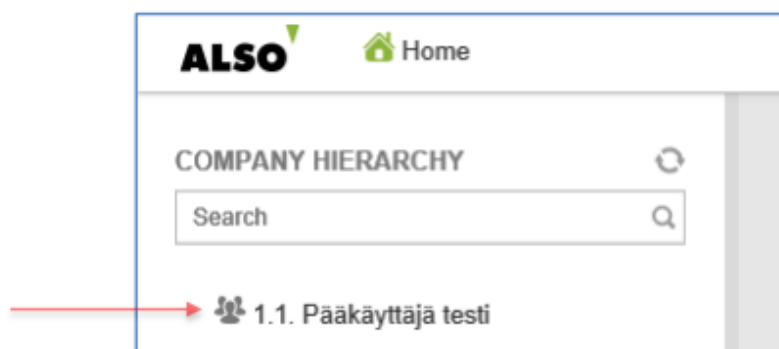 ALSO
Home
COMPANY HIERARCHY
Search
1.1. Pääkäyttäjä testi